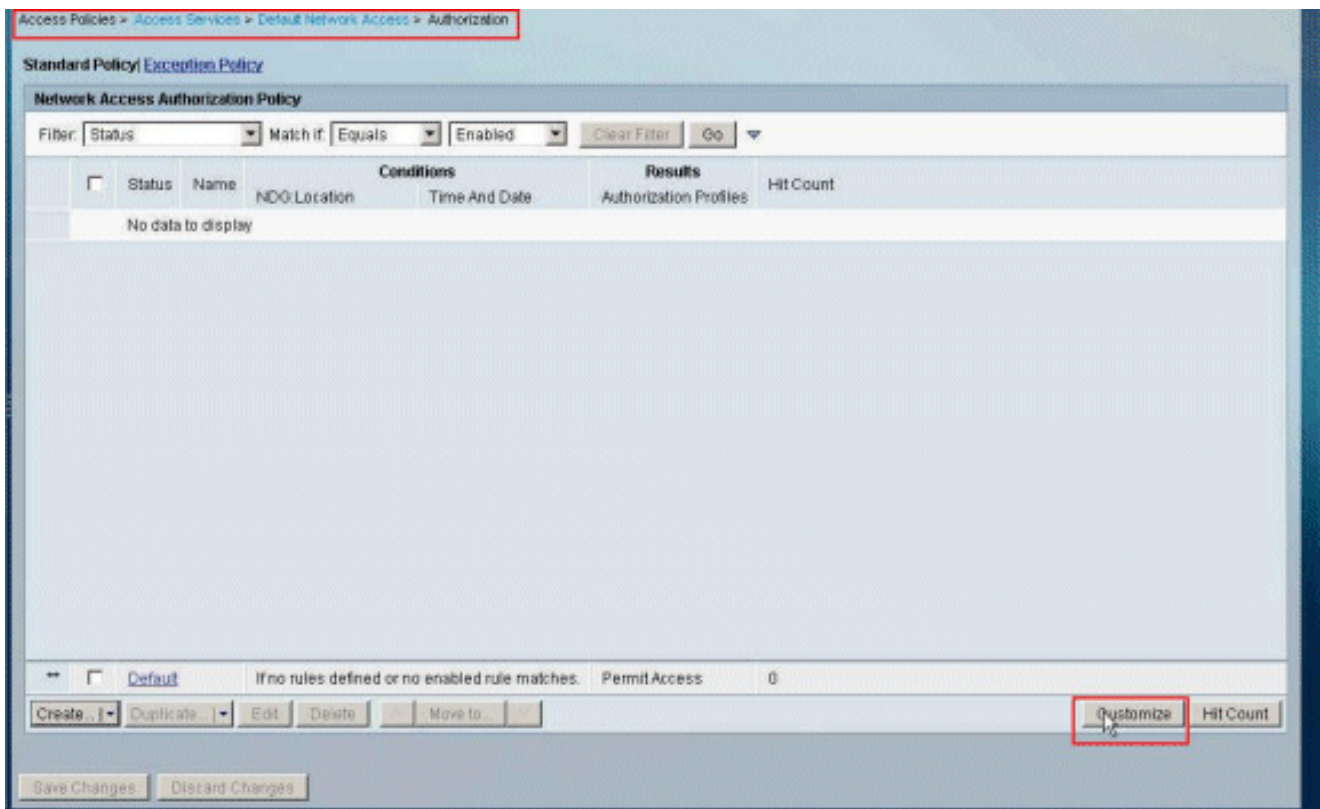 Access Policies > Access Services > Default Network Access > Authorization
Standard Policy| Exception Policy
Network Access Authorization Policy
Filter: Status Match if: Equals Enabled Clear Filter Go
Status Name Conditions Results Hit Count
NDG:Location Time And Date Authorization Profiles
No data to display
** Default If no rules defined or no enabled rule matches. Permit Access 0
Create... Duplicate... Edit Delete Move to... Customize Hit Count
Save Changes Discard Changes